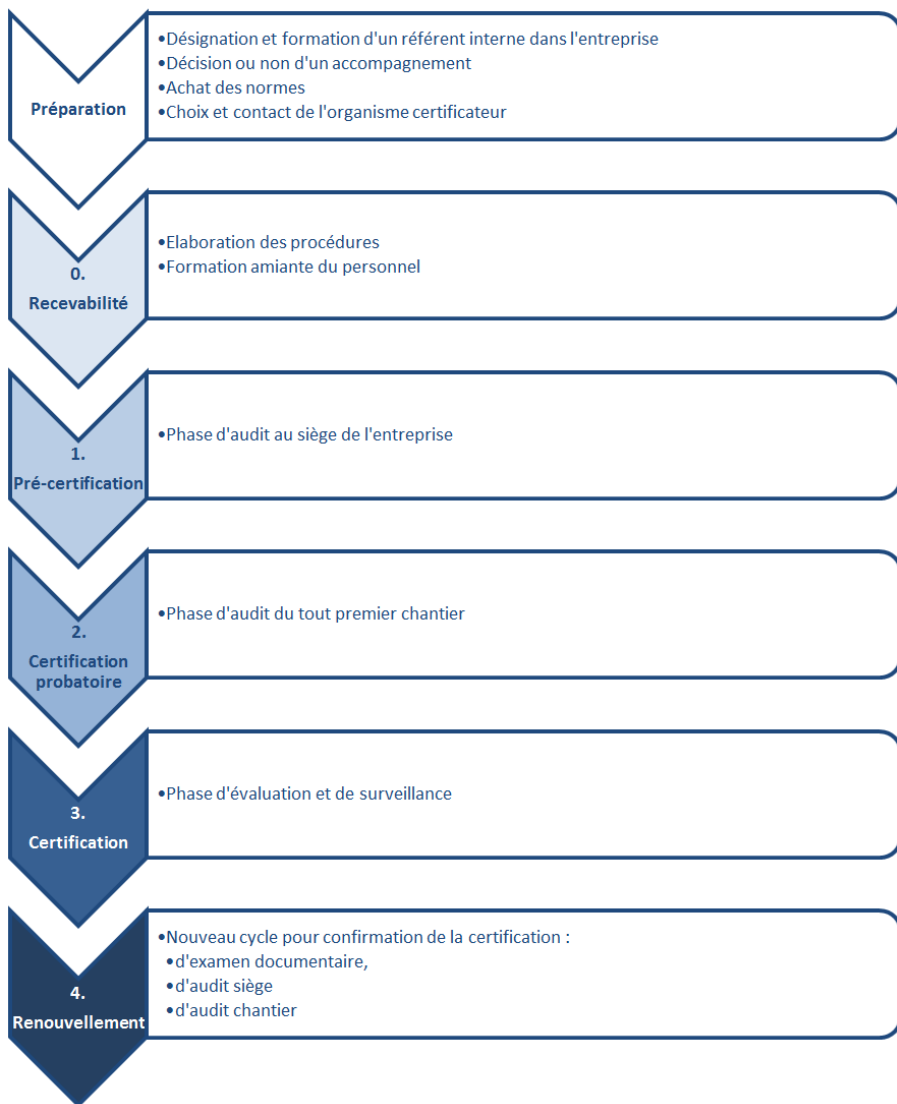 Préparation
•Désignation et formation d'un référent interne dans l'entreprise
•Décision ou non d'un accompagnement
•Achat des normes
•Choix et contact de l'organisme certificateur
0.
Recevabilité
•Elaboration des procédures
•Formation amiante du personnel
1.
Pré-certification
•Phase d'audit au siège de l'entreprise
2.
Certification
probatoire
•Phase d'audit du tout premier chantier
3.
Certification
•Phase d'évaluation et de surveillance
4.
Renouvellement
•Nouveau cycle pour confirmation de la certification :
•d'examen documentaire,
•d'audit siège
•d'audit chantier